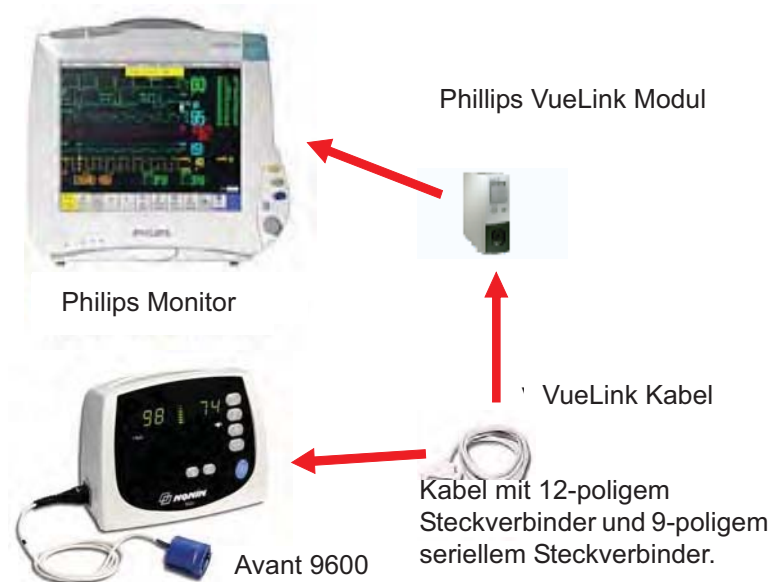 Phillips VueLink Modul
PHILIPS
Philips Monitor
VueLink Kabel
98 74
NONIN
Kabel mit 12-poligem
Steckverbinder und 9-poligem
seriellem Steckverbinder.
Avant 9600